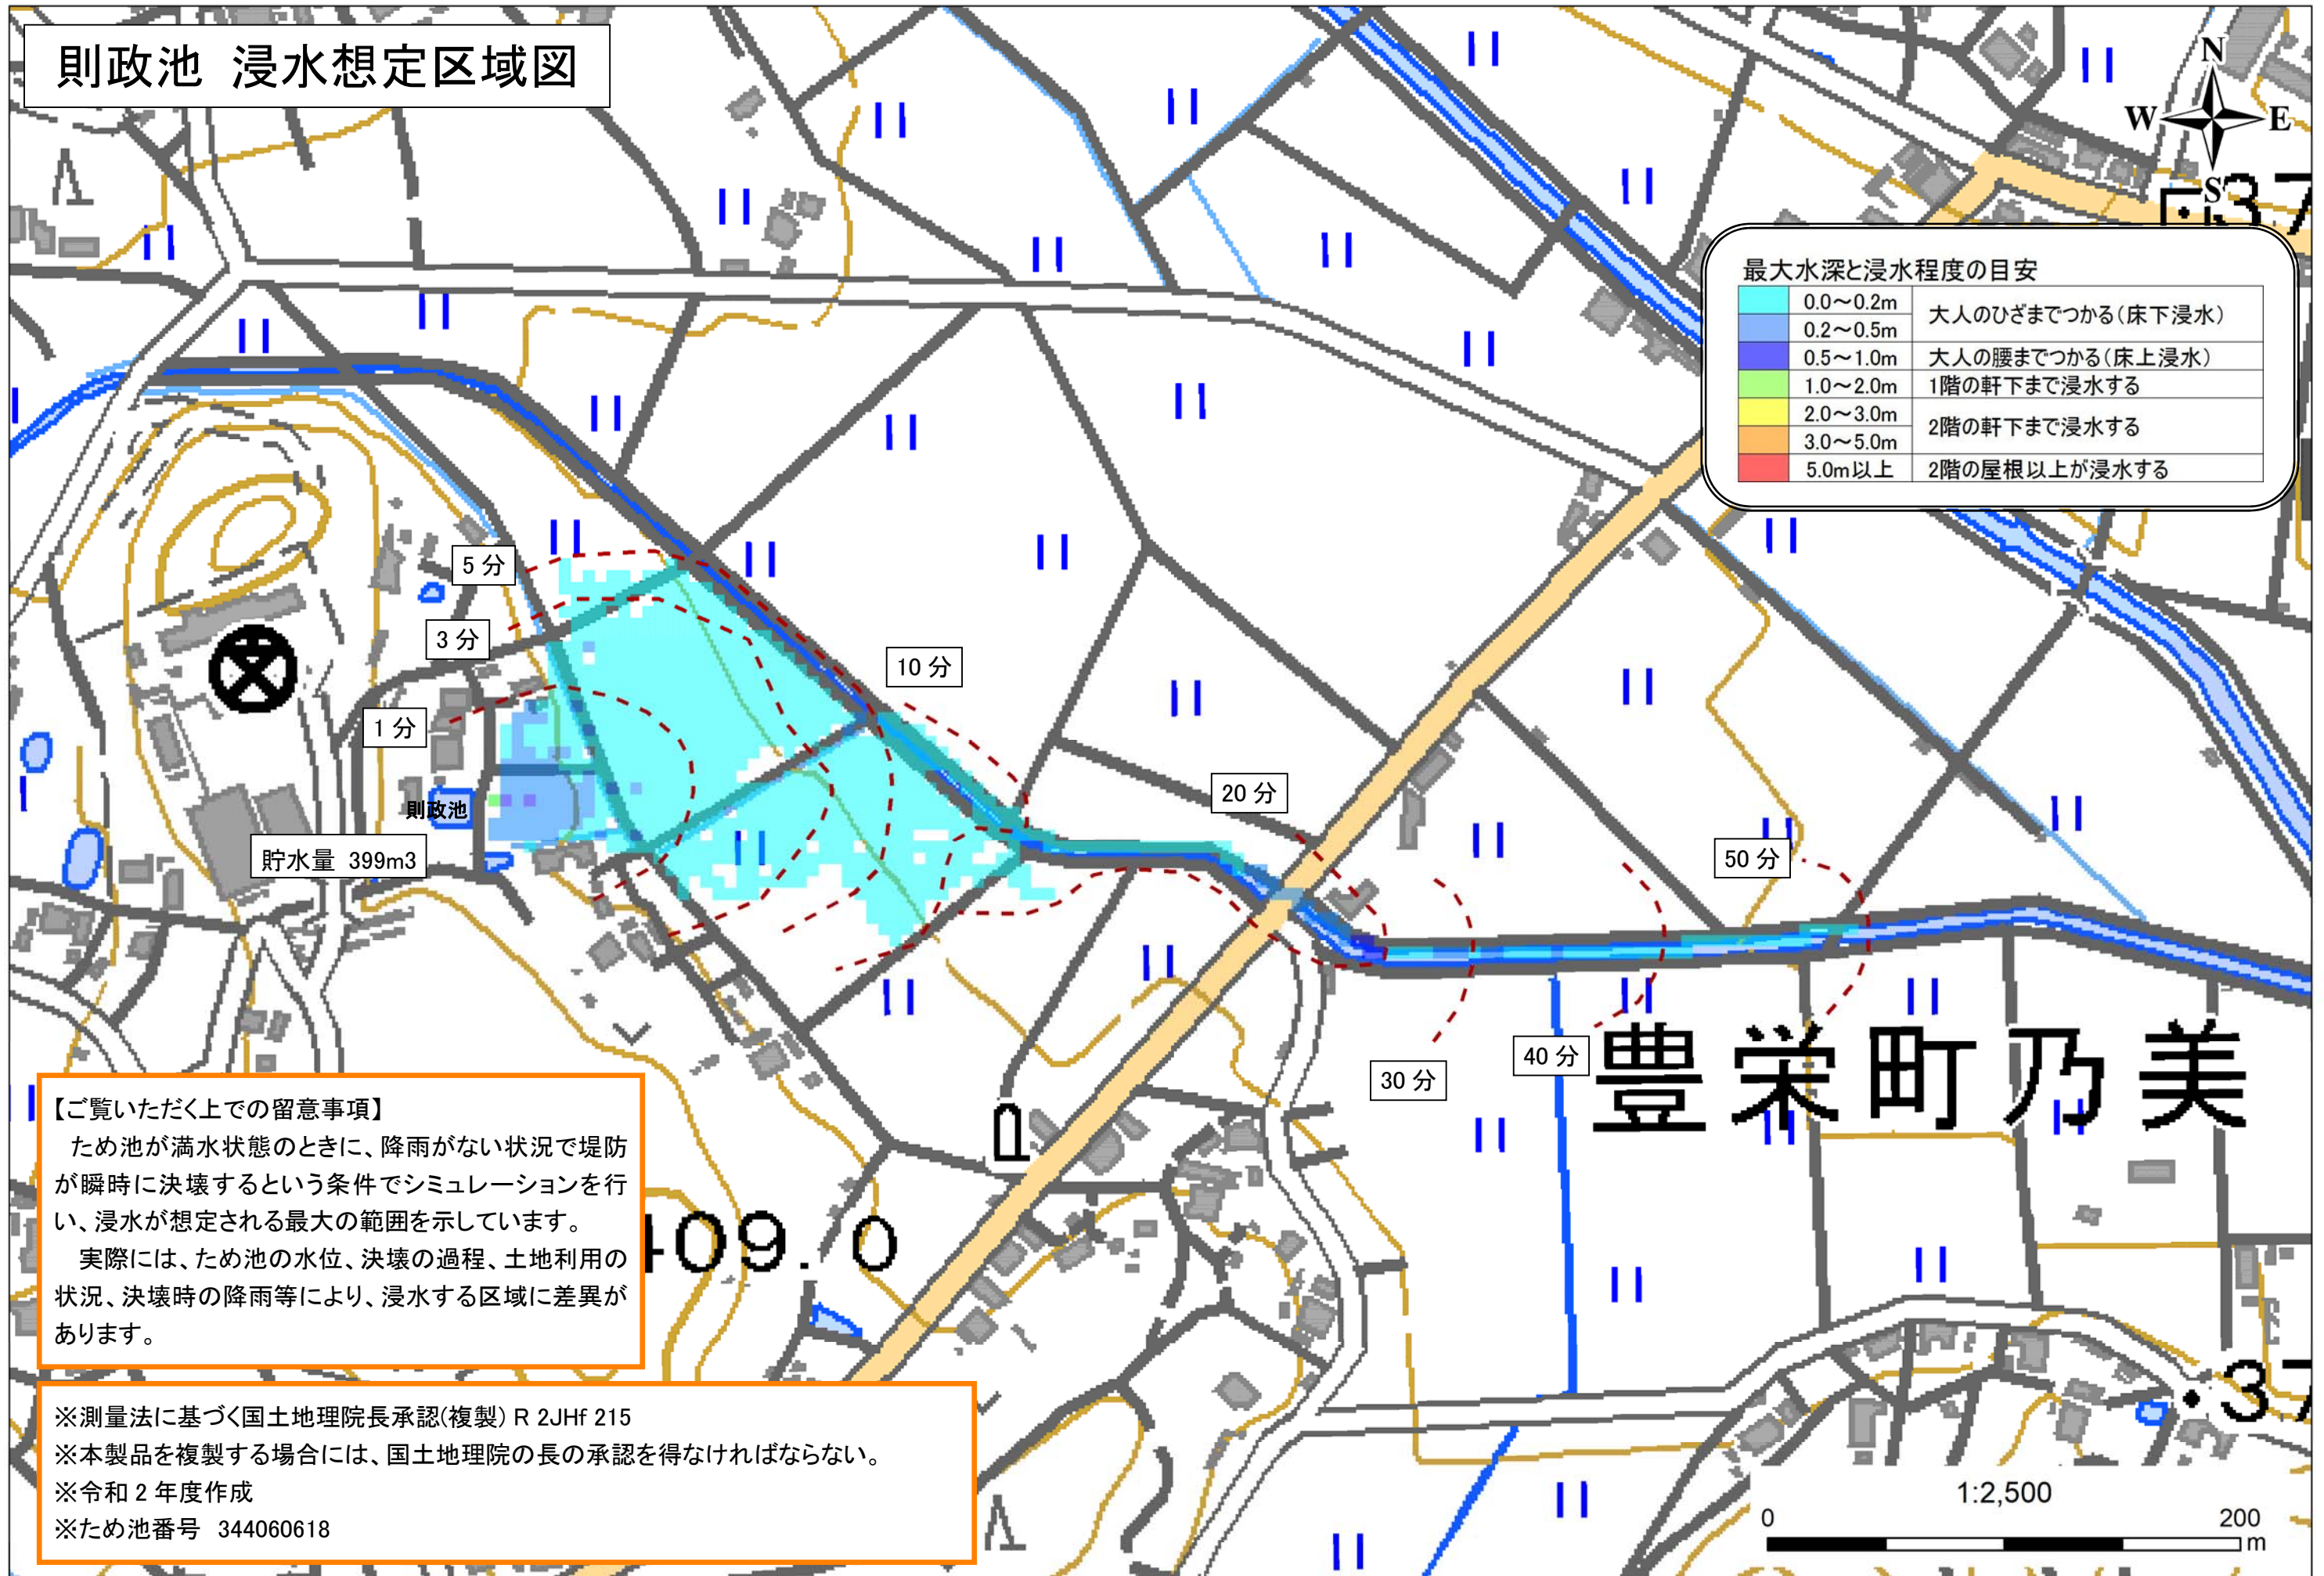 則政池 浸水想定区域図
N
W E
S
最大水深と浸水程度の目安
0.0～0.2m 大人のひざまでつかる(床下浸水)
0.2～0.5m
0.5～1.0m 大人の腰までつかる(床上浸水)
1.0～2.0m 1階の軒下まで浸水する
2.0～3.0m 2階の軒下まで浸水する
3.0～5.0m
5.0m以上 2階の屋根以上が浸水する
5 分
3 分
10 分
1 分
則政池
20 分
貯水量 399m3
50 分
30 分
40 分
豊栄町乃美
409.0
【ご覧いただく上での留意事項】
ため池が満水状態のときに、降雨がない状況で堤防
が瞬時に決壊するという条件でシミュレーションを行
い、浸水が想定される最大の範囲を示しています。
実際には、ため池の水位、決壊の過程、土地利用の
状況、決壊時の降雨等により、浸水する区域に差異が
あります。
※測量法に基づく国土地理院長承認(複製) R 2JHf 215
※本製品を複製する場合には、国土地理院の長の承認を得なければならない。
※令和 2 年度作成
※ため池番号 344060618
1:2,500
0 200
m